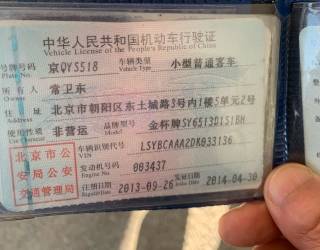 中华人民共和国机动车行驶证
Vehicle License of the People's Republic of China
号牌号码 京QYS518 车辆类型 小型普通客车
Plate No. Vehicle Type
所有人 常卫东
Owner
住址 北京市朝阳区东土城路3号内1楼5单元2号
Address
使用性质 非营运 品牌型号 金杯牌SY6513D1S1BH
Use Character Model
北京市公安局公安交通管理局
车辆识别代号 LSYBCAAA2DK033136
VIN
发动机号码 003437
Engine No.
注册日期 2013-09-26 发证日期 2014-04-30
Register Date Issue Date